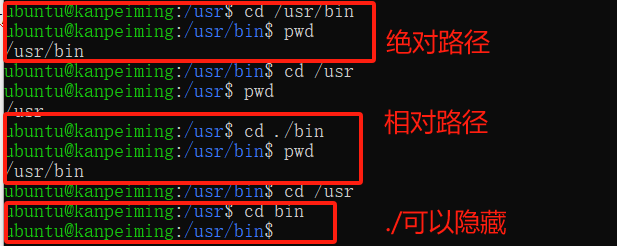 ubuntu@kanpeiming:/usr$ cd /usr/bin
ubuntu@kanpeiming:/usr/bin$ pwd
/usr/bin
绝对路径
ubuntu@kanpeiming:/usr/bin$ cd /usr
ubuntu@kanpeiming:/usr$ pwd
/usr
ubuntu@kanpeiming:/usr$ cd ./bin
相对路径
ubuntu@kanpeiming:/usr/bin$ pwd
/usr/bin
ubuntu@kanpeiming:/usr/bin$ cd /usr
ubuntu@kanpeiming:/usr$ cd bin
ubuntu@kanpeiming:/usr/bin$
./可以隐藏